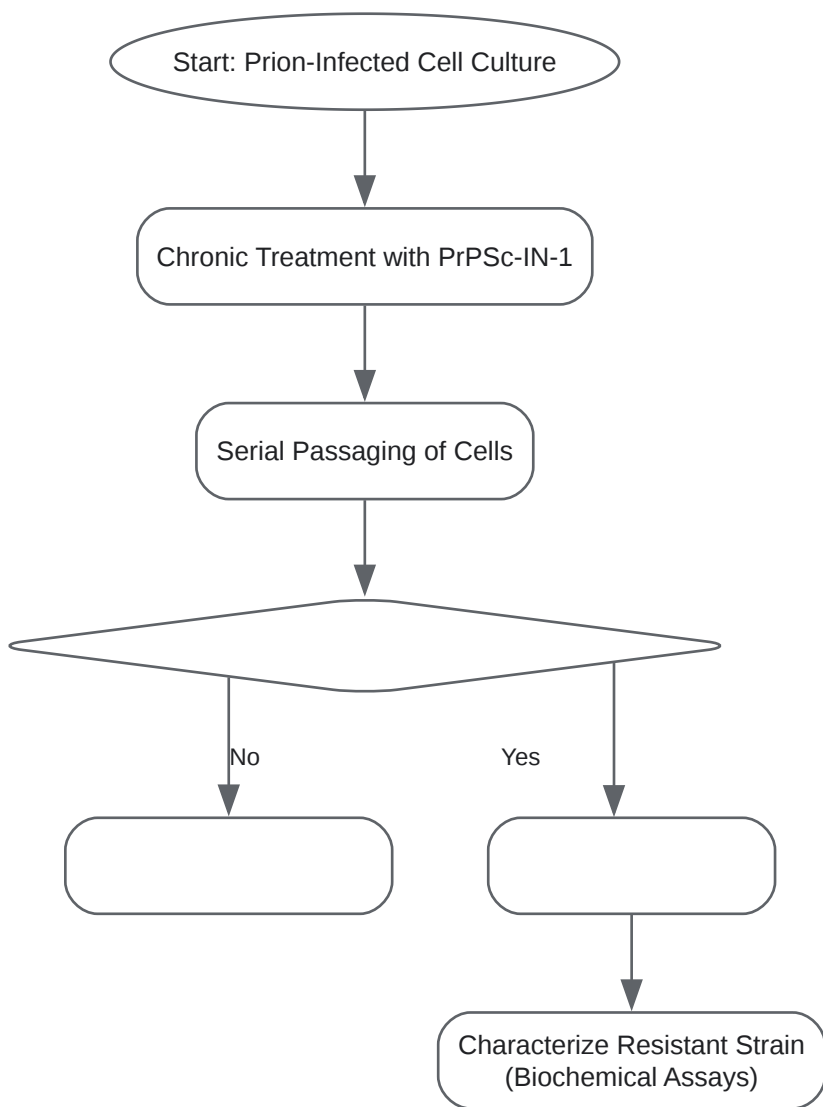 Start: Prion-Infected Cell Culture
Chronic Treatment with PrPSc-IN-1
Serial Passaging of Cells
No
Yes
Characterize Resistant Strain
(Biochemical Assays)